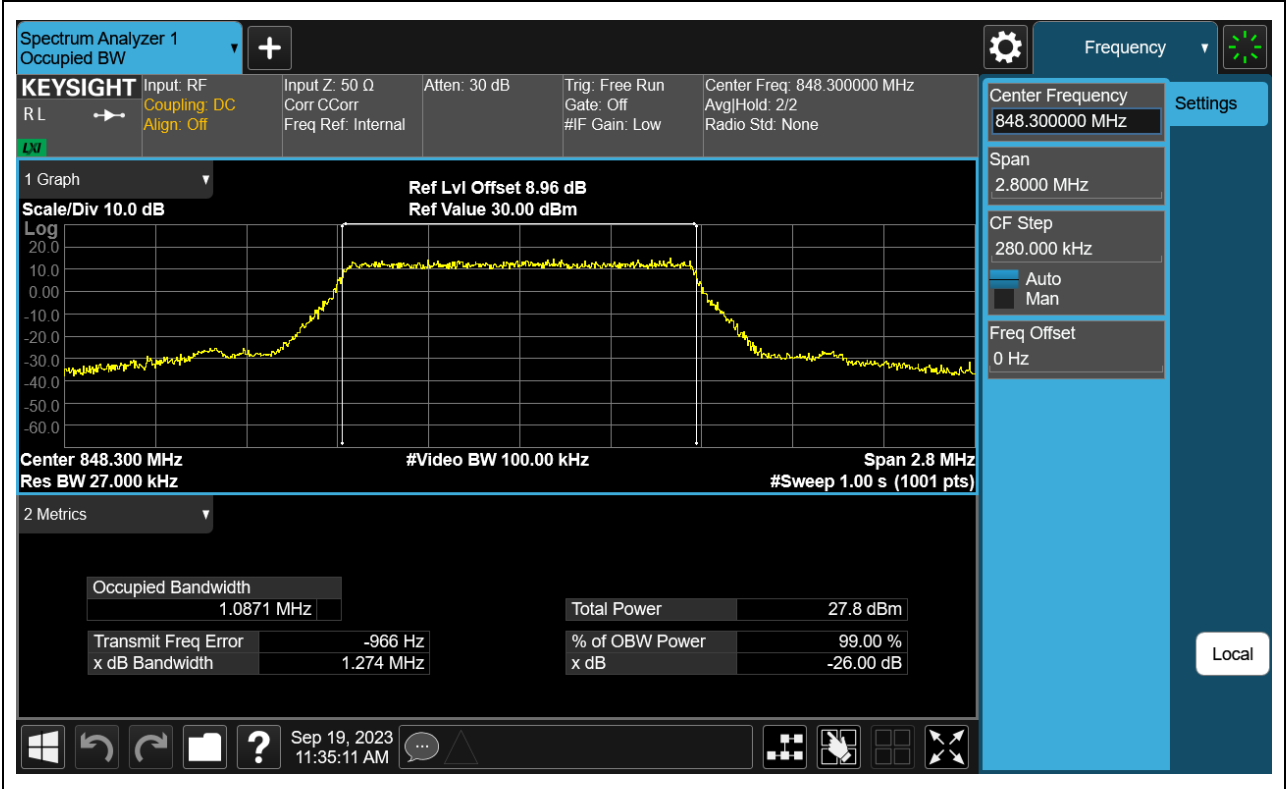 Spectrum Analyzer 1
Occupied BW
+
Frequency
KEYSIGHT
R L
LXI
Input: RF
Coupling: DC
Align: Off
Input Z: 50 Ω
Corr CCorr
Freq Ref: Internal
Atten: 30 dB
Trig: Free Run
Gate: Off
#IF Gain: Low
Center Freq: 848.300000 MHz
Avg|Hold: 2/2
Radio Std: None
Center Frequency
848.300000 MHz
Settings
Span
2.8000 MHz
CF Step
280.000 kHz
Auto
Man
Freq Offset
0 Hz
Local
1 Graph
Scale/Div 10.0 dB
Ref Lvl Offset 8.96 dB
Ref Value 30.00 dBm
Log
20.0
10.0
0.00
-10.0
-20.0
-30.0
-40.0
-50.0
-60.0
Center 848.300 MHz
#Video BW 100.00 kHz
Span 2.8 MHz
Res BW 27.000 kHz
#Sweep 1.00 s (1001 pts)
2 Metrics
Occupied Bandwidth
1.0871 MHz
Total Power 27.8 dBm
Transmit Freq Error -966 Hz
% of OBW Power 99.00 %
x dB Bandwidth 1.274 MHz
x dB -26.00 dB
?
Sep 19, 2023
11:35:11 AM